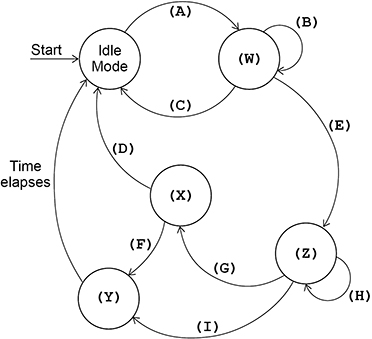 (A)
(B)
Start
Idle
Mode
(W)
(C)
(E)
(D)
Time
elapses
(X)
(F)
(Z)
(G)
(Y)
(H)
(I)